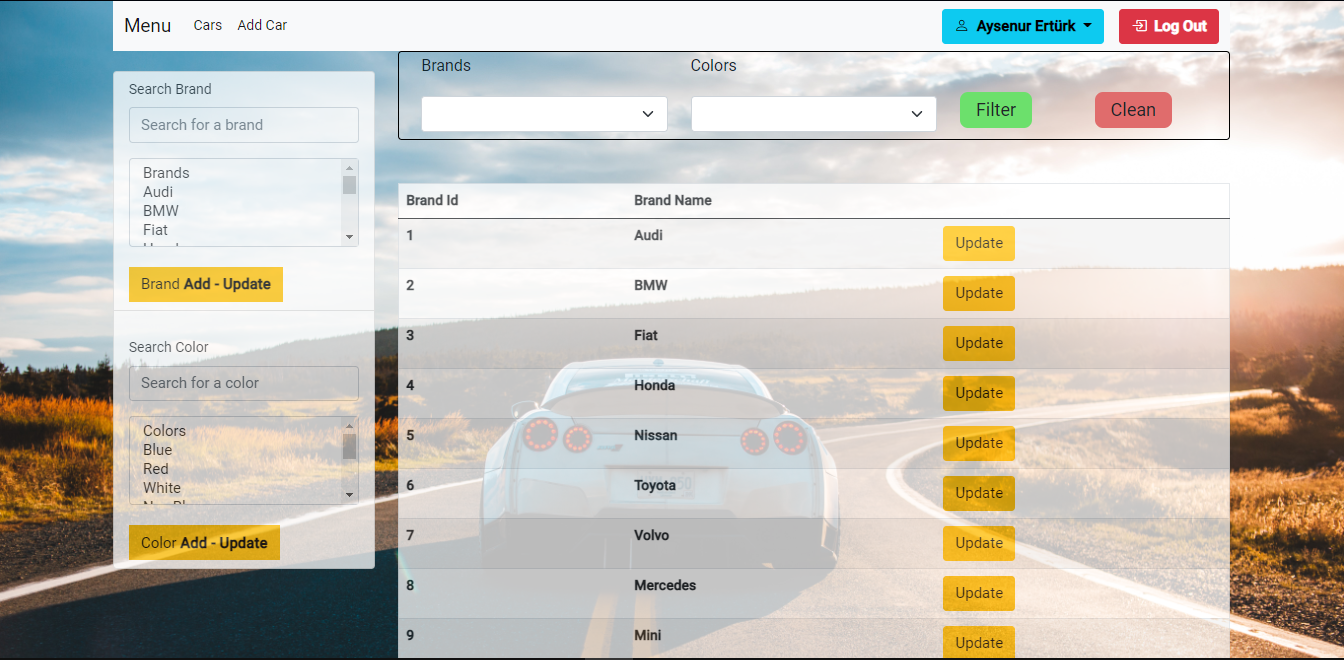 Menu Cars Add Car Aysenur Ertürk Log Out
Search Brand
Search for a brand
Brands
Audi
BMW
Fiat
Brand Add - Update
Search Color
Search for a color
Colors
Blue
Red
White
Color Add - Update
Brands Colors
Filter Clean
Brand Id Brand Name
1 Audi Update
2 BMW Update
3 Fiat Update
4 Honda Update
5 Nissan Update
6 Toyota Update
7 Volvo Update
8 Mercedes Update
9 Mini Update